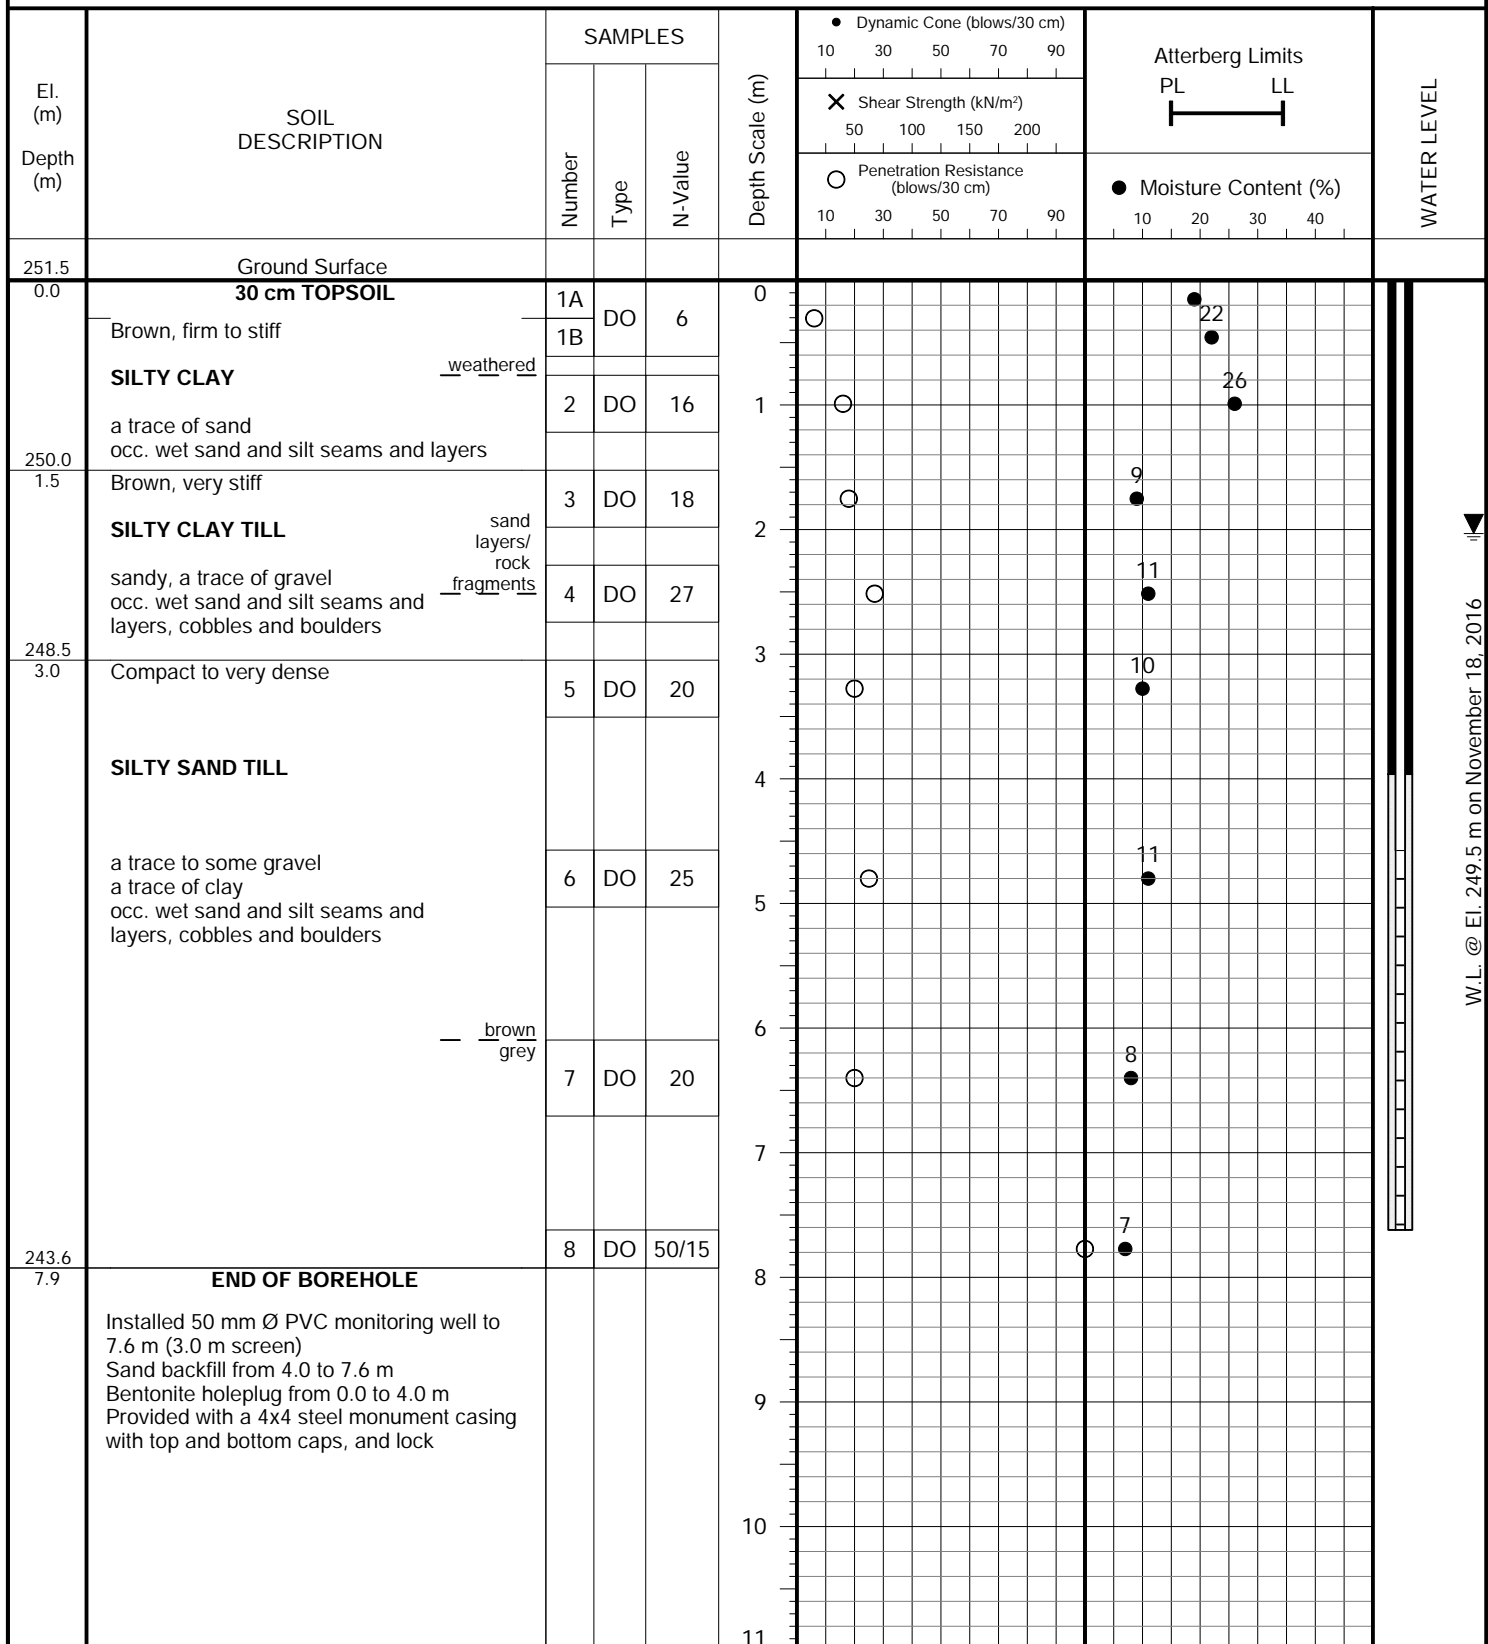 El.
(m)
Depth
(m)
SOIL
DESCRIPTION
SAMPLES
Number
Type
N-Value
Depth Scale (m)
● Dynamic Cone (blows/30 cm)
10 30 50 70 90
✕ Shear Strength (kN/m²)
50 100 150 200
○ Penetration Resistance
(blows/30 cm)
10 30 50 70 90
Atterberg Limits
PL LL
● Moisture Content (%)
10 20 30 40
WATER LEVEL
251.5 Ground Surface
0.0 30 cm TOPSOIL
1A
DO 6
0
Brown, firm to stiff
1B
22
weathered
SILTY CLAY
2 DO 16
1
26
a trace of sand
occ. wet sand and silt seams and layers
250.0
1.5 Brown, very stiff
3 DO 18
9
SILTY CLAY TILL
sand
layers/
rock
fragments
2
sandy, a trace of gravel
occ. wet sand and silt seams and
layers, cobbles and boulders
4 DO 27
11
248.5
3.0 Compact to very dense
3
5 DO 20
10
SILTY SAND TILL
4
a trace to some gravel
a trace of clay
occ. wet sand and silt seams and
layers, cobbles and boulders
6 DO 25
11
5
brown
grey
6
7 DO 20
8
7
8 DO 50/15
7
243.6
7.9 END OF BOREHOLE
8
Installed 50 mm Ø PVC monitoring well to
7.6 m (3.0 m screen)
Sand backfill from 4.0 to 7.6 m
Bentonite holeplug from 0.0 to 4.0 m
Provided with a 4x4 steel monument casing
with top and bottom caps, and lock
9
10
11
W.L. @ El. 249.5 m on November 18, 2016